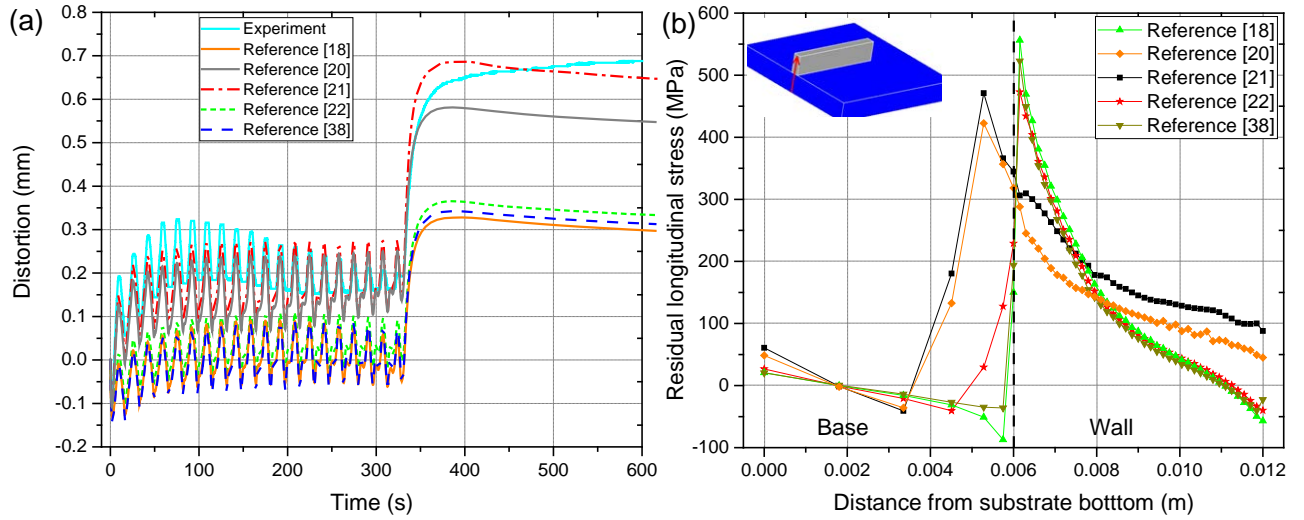 (a)
0.8
0.7
0.6
0.5
0.4
0.3
0.2
0.1
0.0
-0.1
-0.2
Distortion (mm)
Experiment
Reference [18]
Reference [20]
Reference [21]
Reference [22]
Reference [38]
0 100 200 300 400 500 600
Time (s)
(b)
600
500
400
300
200
100
0
-100
Residual longitudinal stress (MPa)
Reference [18]
Reference [20]
Reference [21]
Reference [22]
Reference [38]
Base Wall
0.000 0.002 0.004 0.006 0.008 0.010 0.012
Distance from substrate botttom (m)